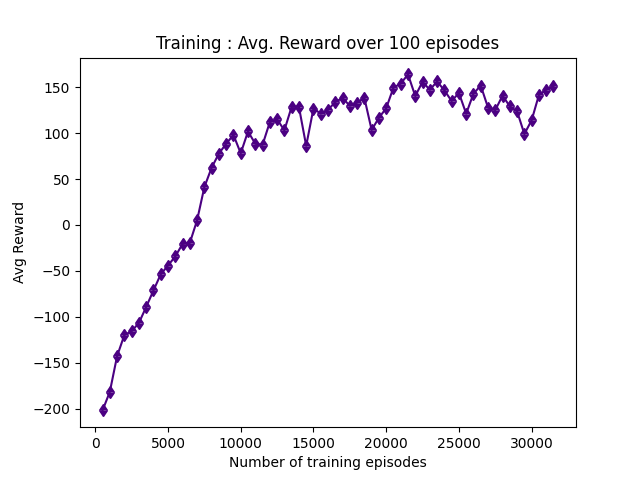 Training : Avg. Reward over 100 episodes
150
100
50
0
−50
−100
−150
−200
Avg Reward
0 5000 10000 15000 20000 25000 30000
Number of training episodes